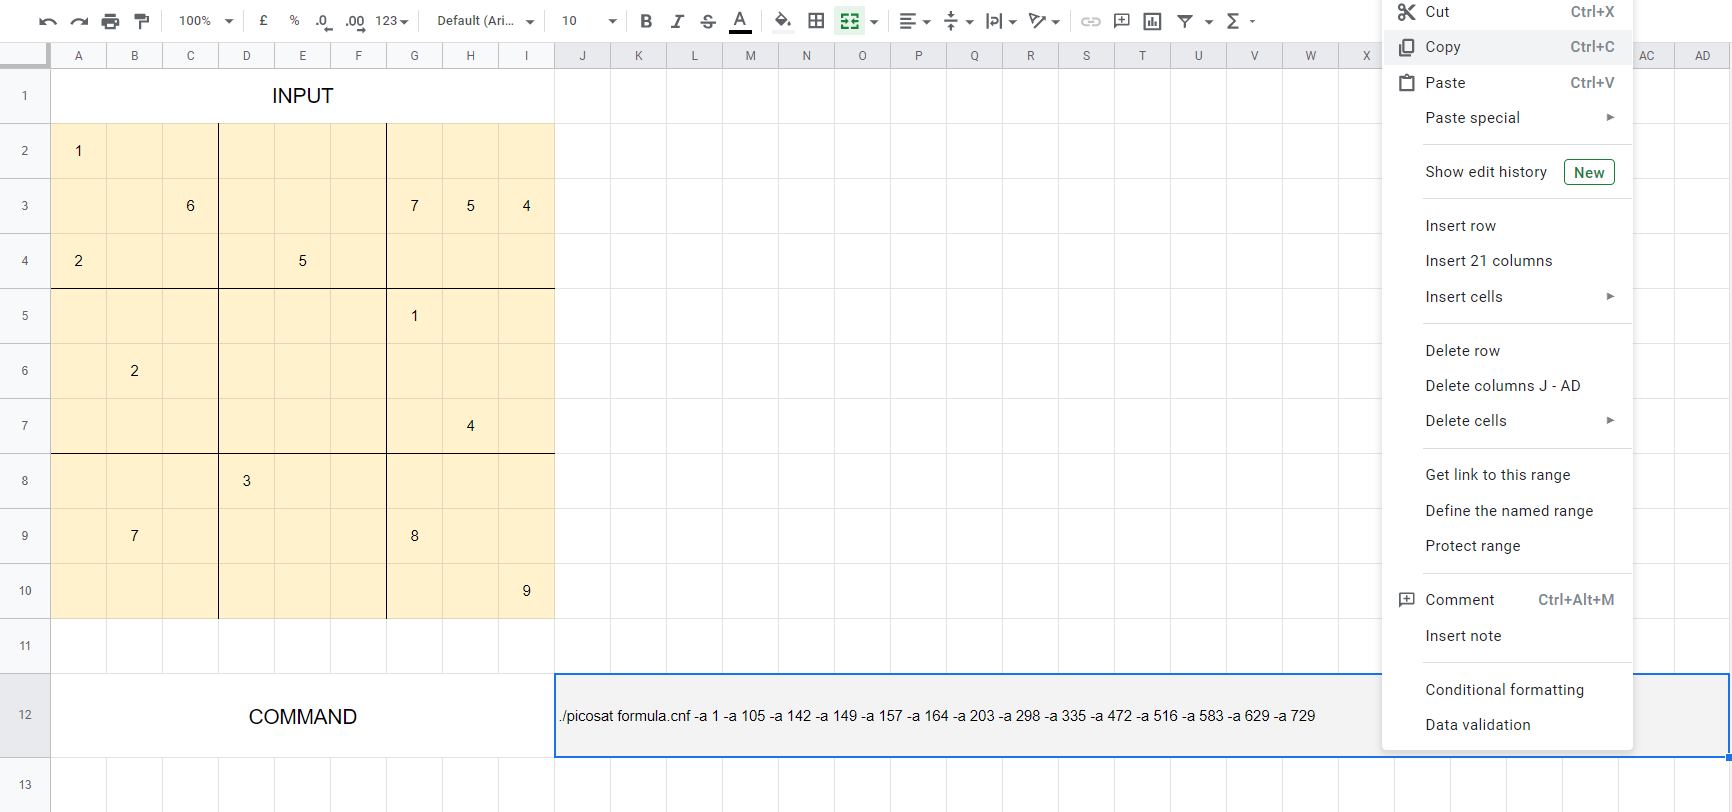 100% £ % .0 .00 123 Default (Ari... 10 B I S A Σ
Cut Ctrl+X
Copy Ctrl+C
Paste Ctrl+V
Paste special
Show edit history New
Insert row
Insert 21 columns
Insert cells
Delete row
Delete columns J - AD
Delete cells
Get link to this range
Define the named range
Protect range
Comment Ctrl+Alt+M
Insert note
Conditional formatting
Data validation
A B C D E F G H I J K L M N O P Q R S T U V W X AC AD
1 INPUT
2 1
3 6 7 5 4
4 2 5
5 1
6 2
7 4
8 3
9 7 8
10 9
11
12 COMMAND ./picosat formula.cnf -a 1 -a 105 -a 142 -a 149 -a 157 -a 164 -a 203 -a 298 -a 335 -a 472 -a 516 -a 583 -a 629 -a 729
13